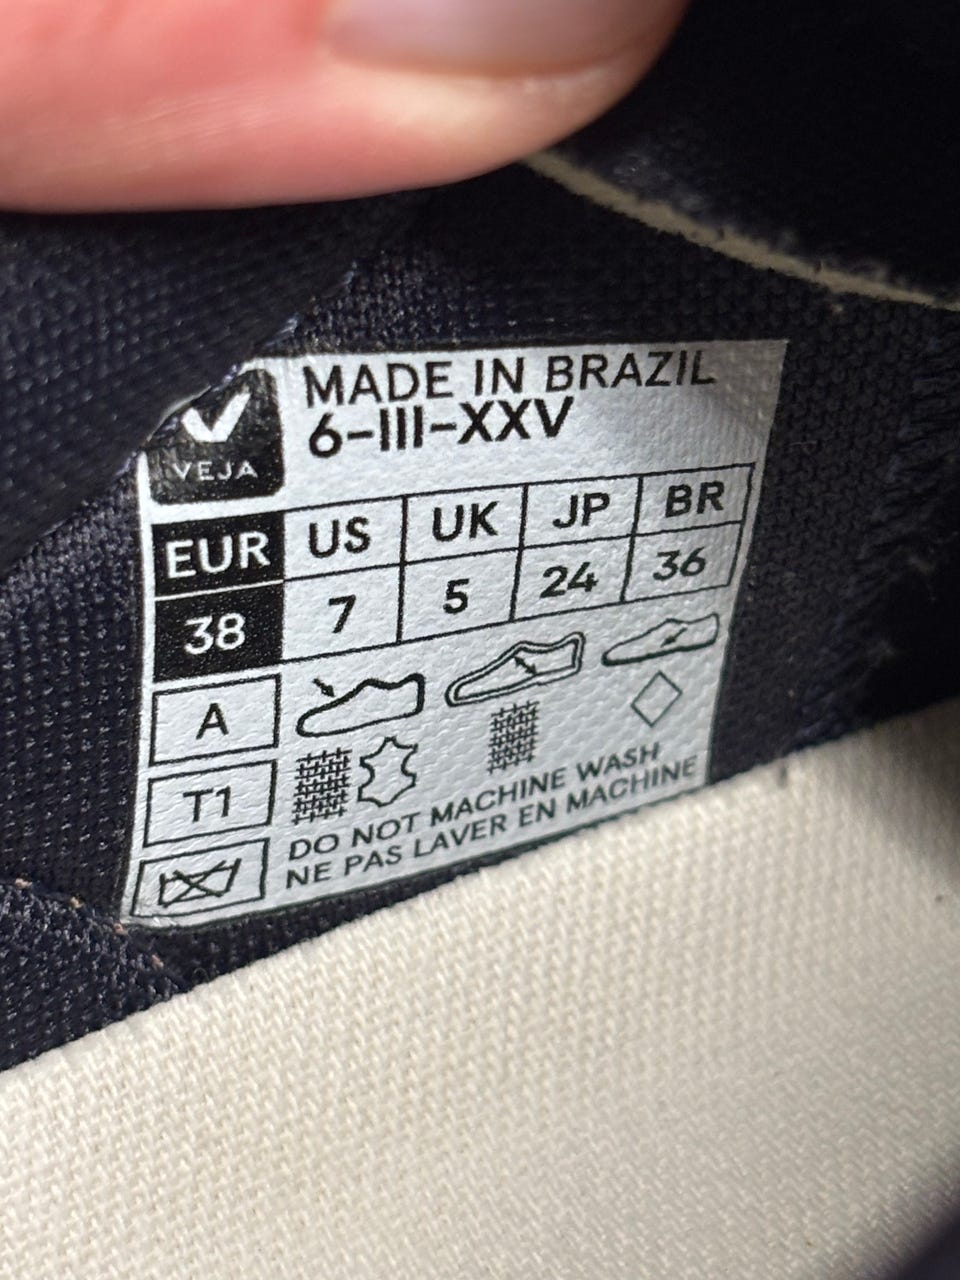 VEJA
MADE IN BRAZIL
6-III-XXV
EUR US UK JP BR
38 7 5 24 36
A
T1
DO NOT MACHINE WASH
NE PAS LAVER EN MACHINE